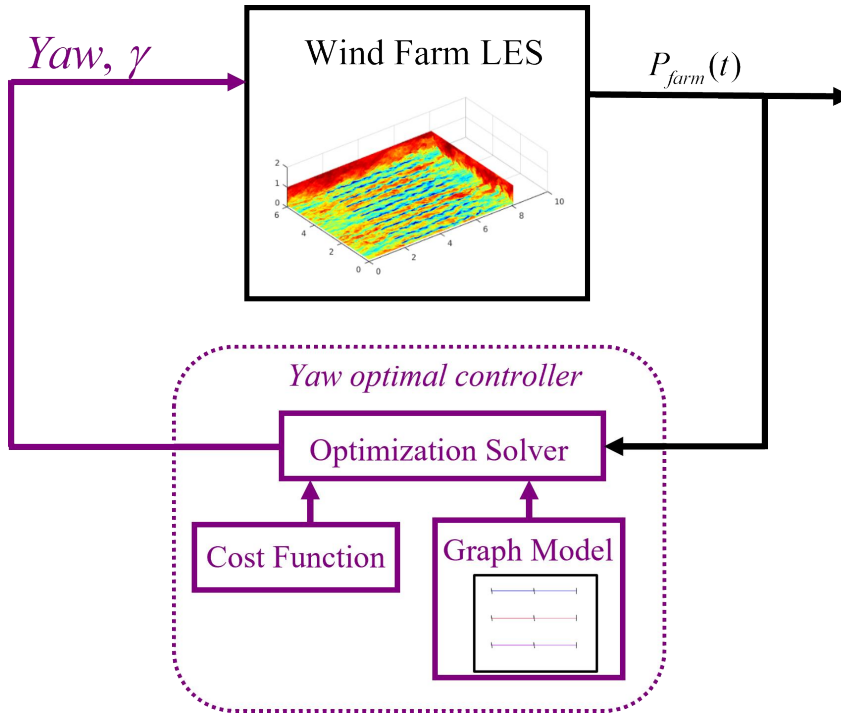 Yaw, γ
Wind Farm LES
P_farm(t)
2
1
0
6
4
2
0
0
2
4
6
8
10
Yaw optimal controller
Optimization Solver
Cost Function
Graph Model